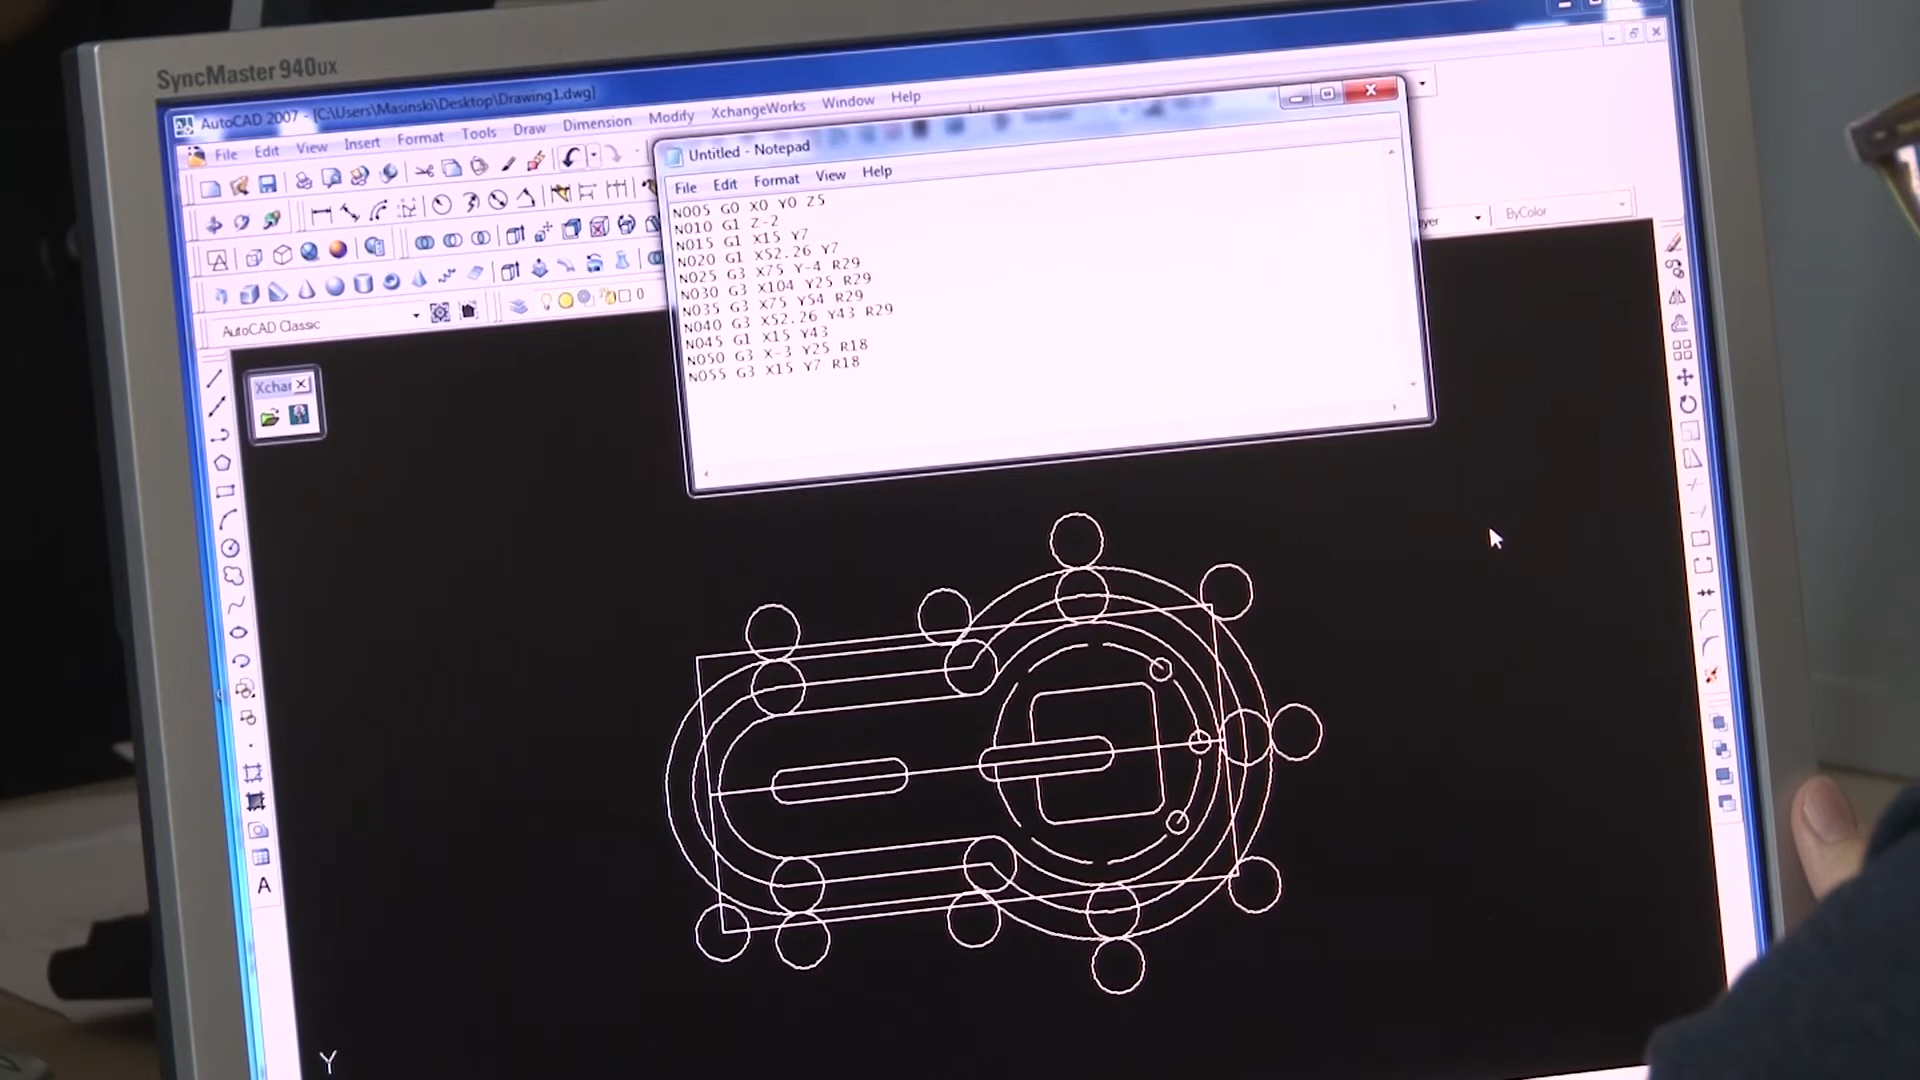 SyncMaster 940ux
AutoCAD 2007 - [C:\Users\Masinski\Desktop\Drawing1.dwg]
File Edit View Insert Format Tools Draw Dimension Modify XchangeWorks Window Help
Untitled - Notepad
File Edit Format View Help
N005 G0 X0 Y0 Z5
N010 G1 Z-2
N015 G1 X15 Y7
N020 G1 X52.26 Y7
N025 G3 X75 Y-4 R29
N030 G3 X104 Y25 R29
N035 G3 X75 Y54 R29
N040 G3 X52.26 Y43 R29
N045 G1 X15 Y43
N050 G3 X-3 Y25 R18
N055 G3 X15 Y7 R18
ByColor
0
AutoCAD Classic
Xchar
A
Y